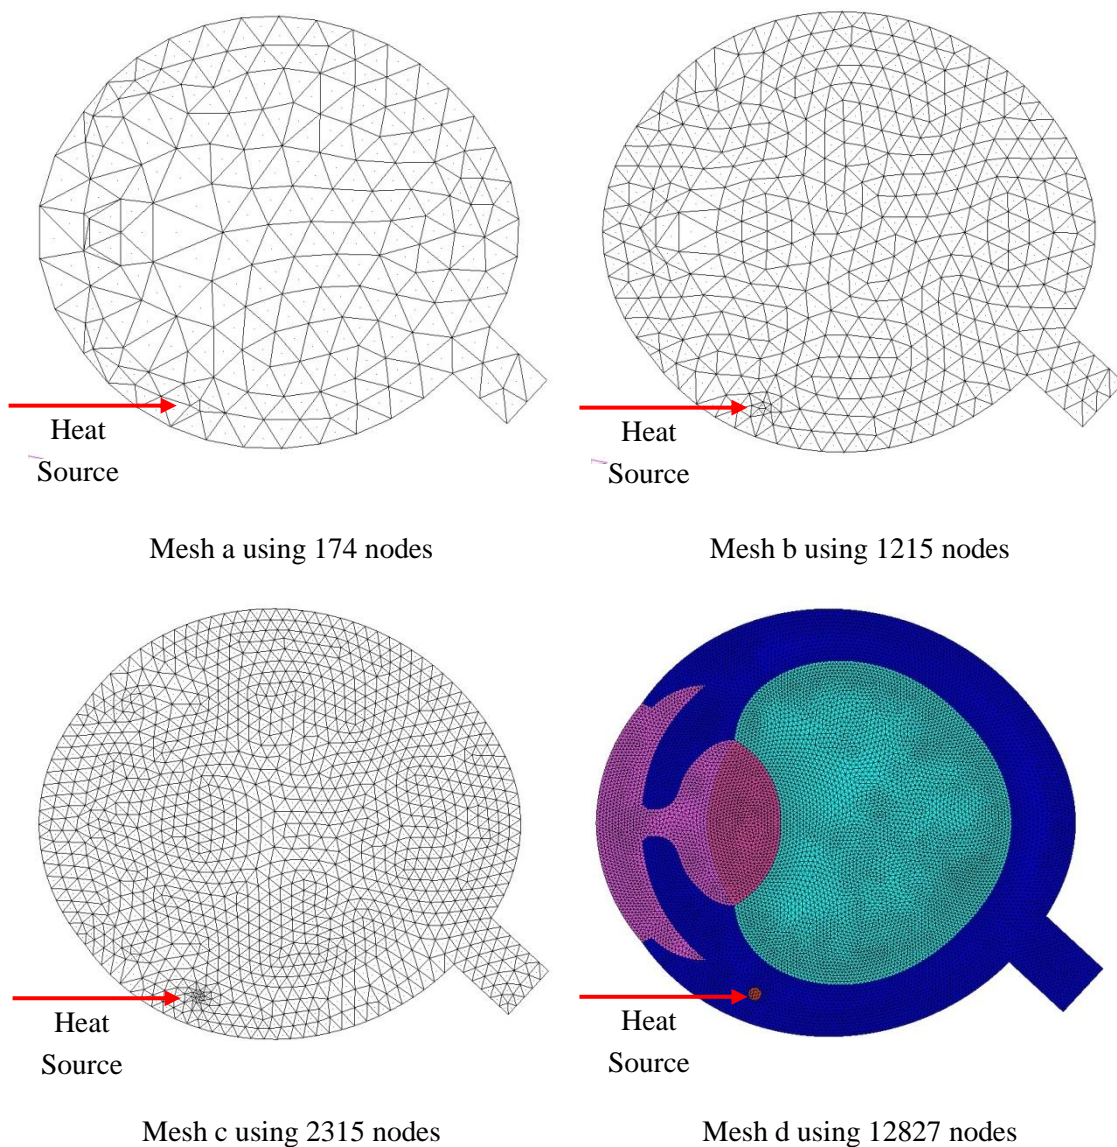 Heat
Source
Heat
Source
Mesh a using 174 nodes
Mesh b using 1215 nodes
Heat
Source
Heat
Source
Mesh c using 2315 nodes
Mesh d using 12827 nodes